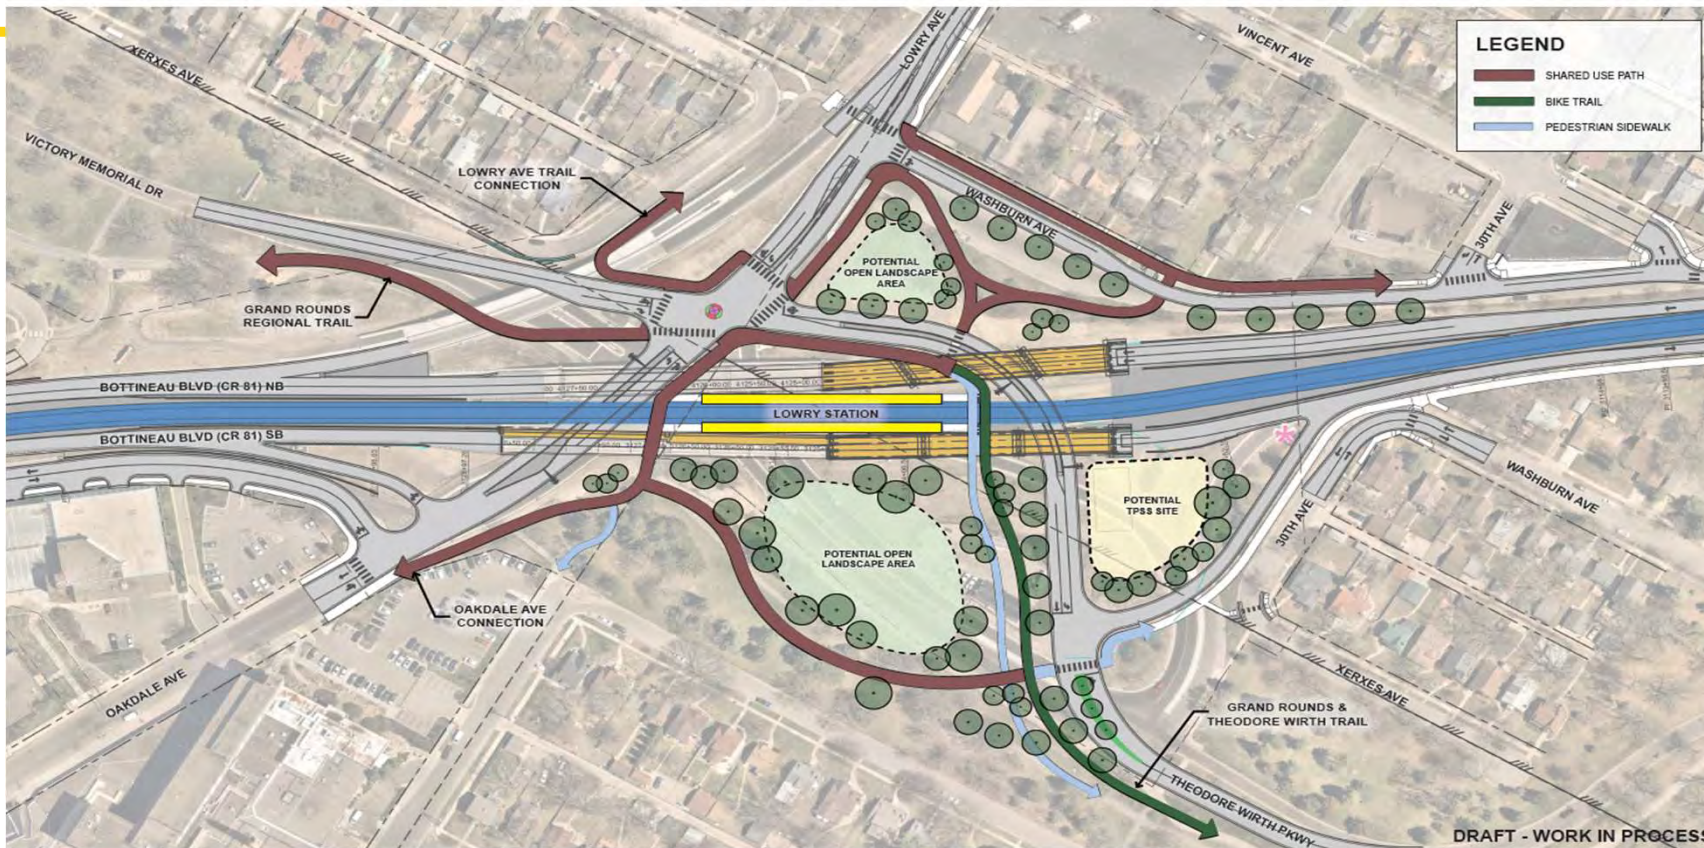 LEGEND
SHARED USE PATH
BIKE TRAIL
PEDESTRIAN SIDEWALK
XERXES AVE
LOWRY AVE
VINCENT AVE
VICTORY MEMORIAL DR
LOWRY AVE TRAIL
CONNECTION
WASHBURN AVE
30TH AVE
POTENTIAL
OPEN LANDSCAPE
AREA
GRAND ROUNDS
REGIONAL TRAIL
BOTTINEAU BLVD (CR 81) NB
LOWRY STATION
BOTTINEAU BLVD (CR 81) SB
WASHBURN AVE
POTENTIAL
TPSS SITE
30TH AVE
POTENTIAL OPEN
LANDSCAPE AREA
OAKDALE AVE
CONNECTION
OAKDALE AVE
XERXES AVE
GRAND ROUNDS &
THEODORE WIRTH TRAIL
THEODORE WIRTH PKWY
DRAFT - WORK IN PROCESS